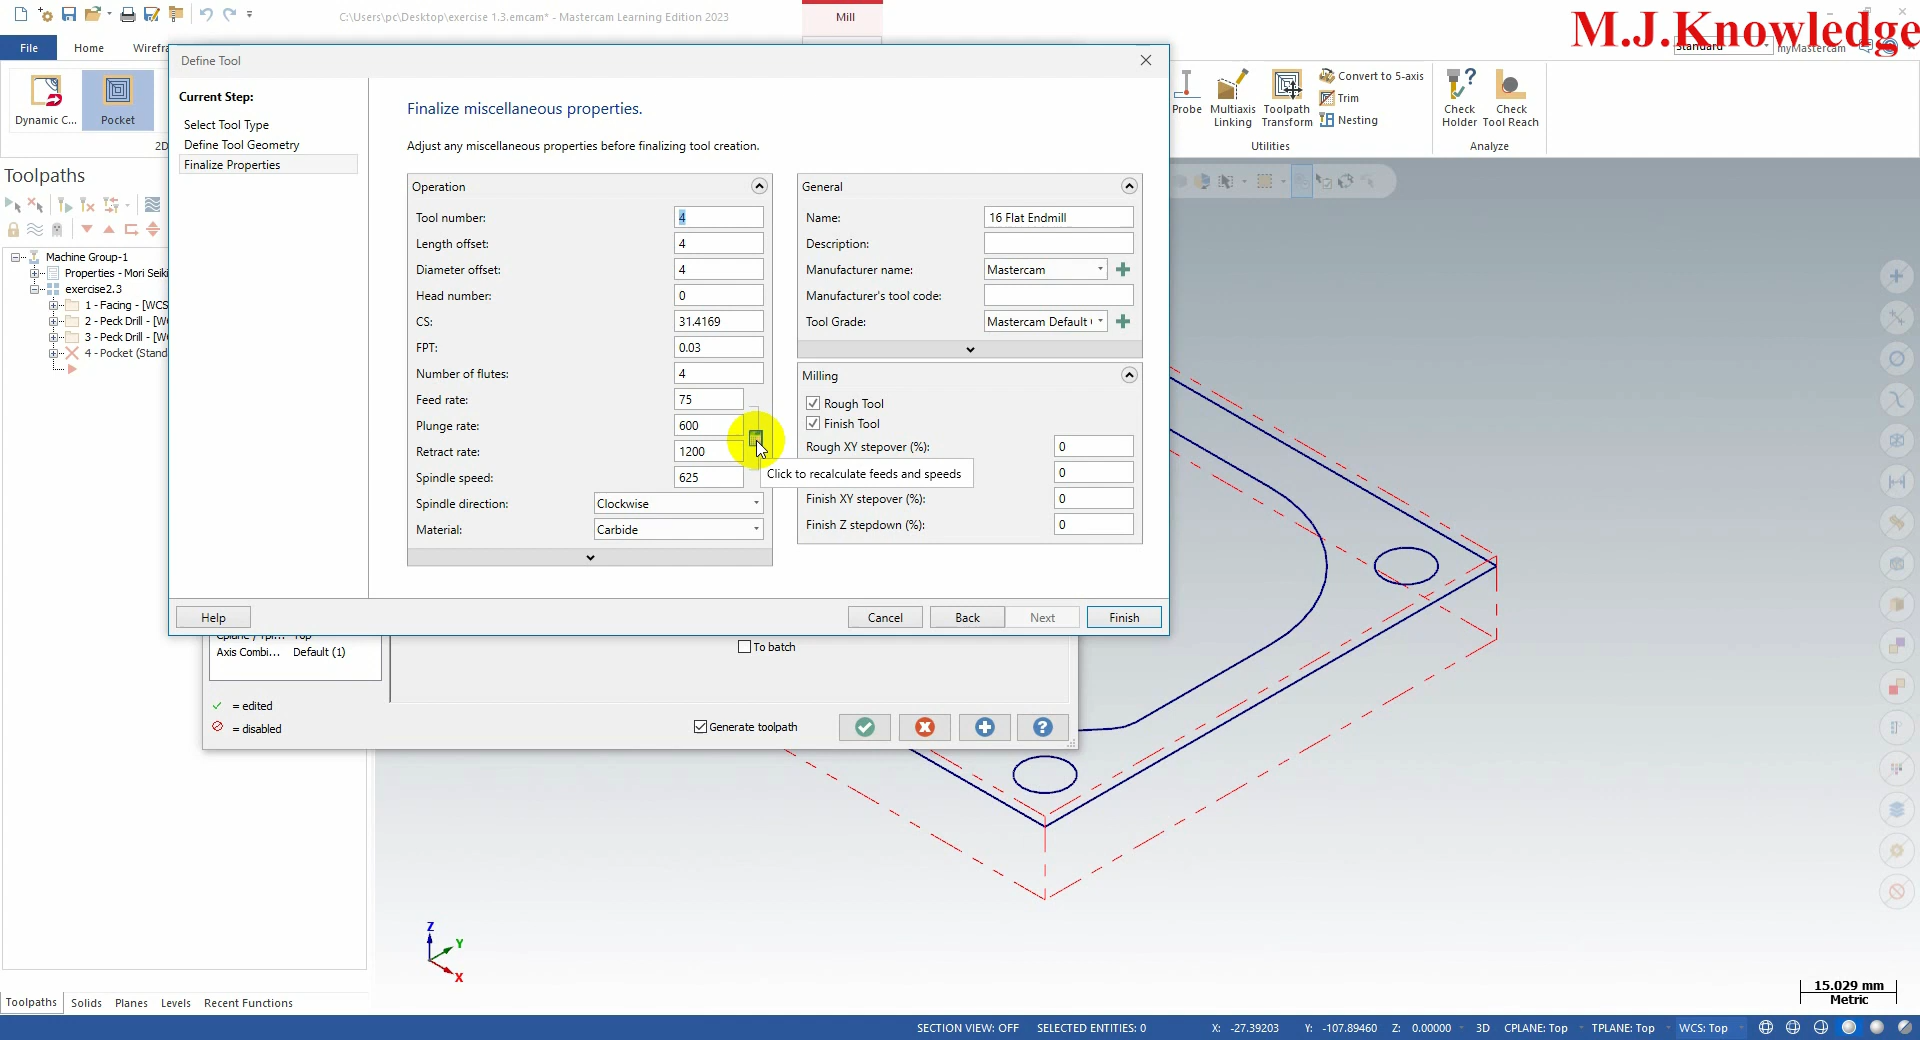 C:\Users\pc\Desktop\exercise 1.3.emcam* - Mastercam Learning Edition 2023
Mill
M.J.Knowledge
File
Home
Wirefra
Standard
myMastercam
Define Tool
Dynamic C...
Pocket
2D
Current Step:
Select Tool Type
Define Tool Geometry
Finalize Properties
Finalize miscellaneous properties.
Adjust any miscellaneous properties before finalizing tool creation.
Probe
Multiaxis Linking
Toolpath Transform
Convert to 5-axis
Trim
Nesting
Utilities
Check Holder
Check Tool Reach
Analyze
Toolpaths
Machine Group-1
Properties - Mori Seiki
exercise2.3
1 - Facing - [WCS
2 - Peck Drill - [W
3 - Peck Drill - [W
4 - Pocket (Stand
Operation
Tool number: 4
Length offset: 4
Diameter offset: 4
Head number: 0
CS: 31.4169
FPT: 0.03
Number of flutes: 4
Feed rate: 75
Plunge rate: 600
Retract rate: 1200
Spindle speed: 625
Spindle direction: Clockwise
Material: Carbide
General
Name: 16 Flat Endmill
Description:
Manufacturer name: Mastercam
Manufacturer's tool code:
Tool Grade: Mastercam Default
Milling
Rough Tool
Finish Tool
Rough XY stepover (%): 0
Click to recalculate feeds and speeds
0
Finish XY stepover (%): 0
Finish Z stepdown (%): 0
Help
Cancel
Back
Next
Finish
Top
Axis Combi... Default (1)
To batch
= edited
= disabled
Generate toolpath
Z
Y
X
15.029 mm
Metric
Toolpaths
Solids
Planes
Levels
Recent Functions
SECTION VIEW: OFF
SELECTED ENTITIES: 0
X: -27.39203
Y: -107.89460
Z: 0.00000
3D
CPLANE: Top
TPLANE: Top
WCS: Top